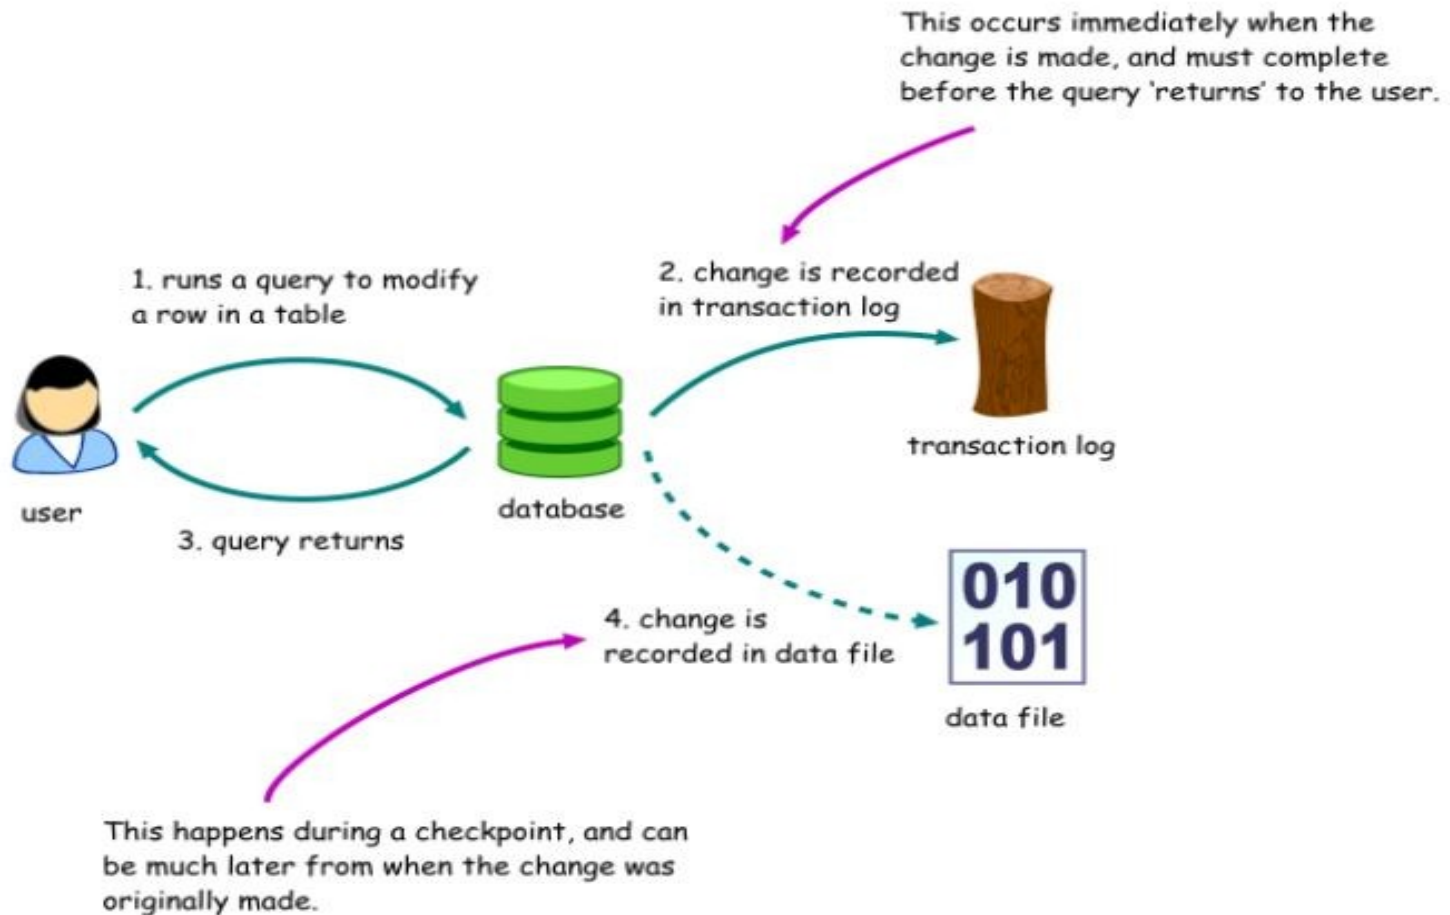 This occurs immediately when the
change is made, and must complete
before the query ‘returns’ to the user.
1. runs a query to modify
a row in a table
2. change is recorded
in transaction log
transaction log
user
database
3. query returns
010
101
4. change is
recorded in data file
data file
This happens during a checkpoint, and can
be much later from when the change was
originally made.